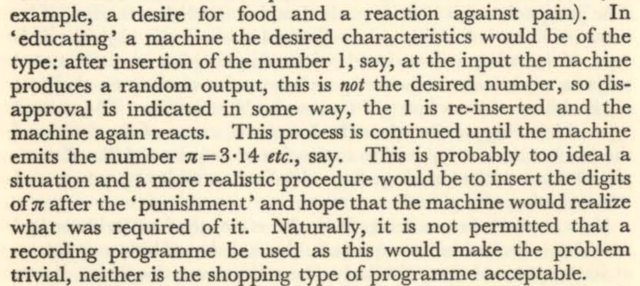 example, a desire for food and a reaction against pain). In
‘educating’ a machine the desired characteristics would be of the
type: after insertion of the number 1, say, at the input the machine
produces a random output, this is not the desired number, so dis-
approval is indicated in some way, the 1 is re-inserted and the
machine again reacts. This process is continued until the machine
emits the number π=3·14 etc., say. This is probably too ideal a
situation and a more realistic procedure would be to insert the digits
of π after the ‘punishment’ and hope that the machine would realize
what was required of it. Naturally, it is not permitted that a
recording programme be used as this would make the problem
trivial, neither is the shopping type of programme acceptable.